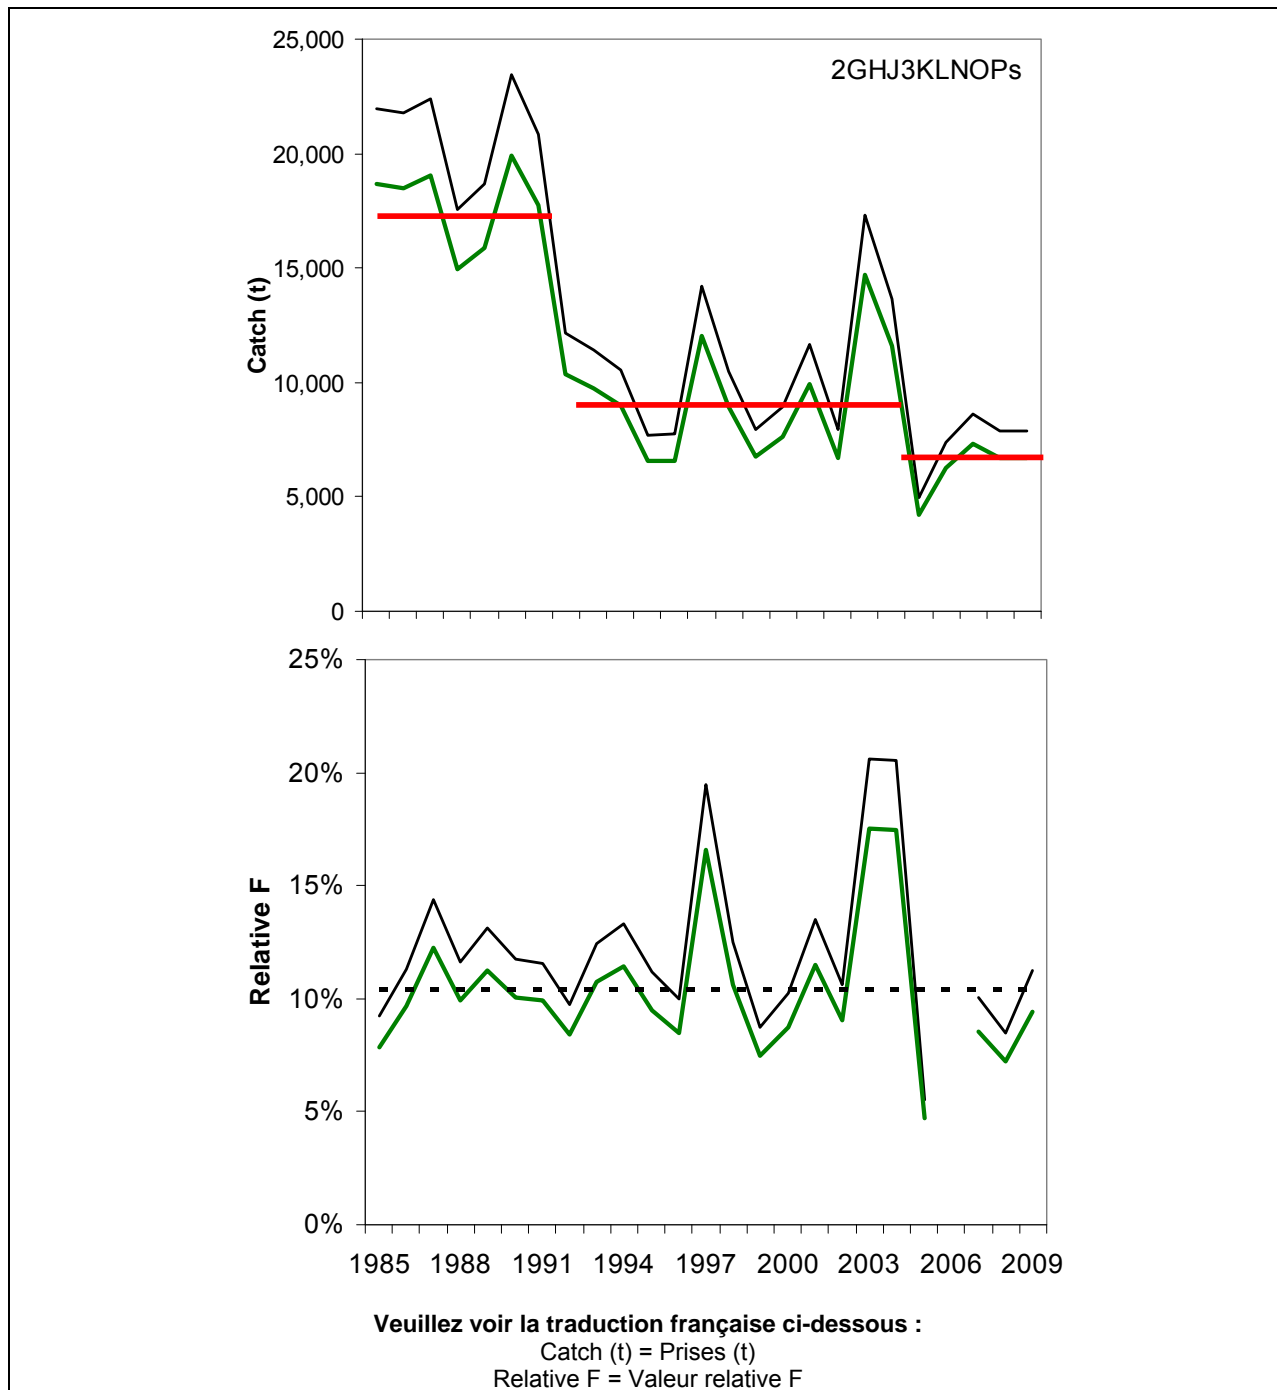 25,000
2GHJ3KLNOPs
20,000
15,000
Catch (t)
10,000
5,000
0
25%
20%
15%
Relative F
10%
5%
0%
1985 1988 1991 1994 1997 2000 2003 2006 2009
Veuillez voir la traduction française ci-dessous :
Catch (t) = Prises (t)
Relative F = Valeur relative F